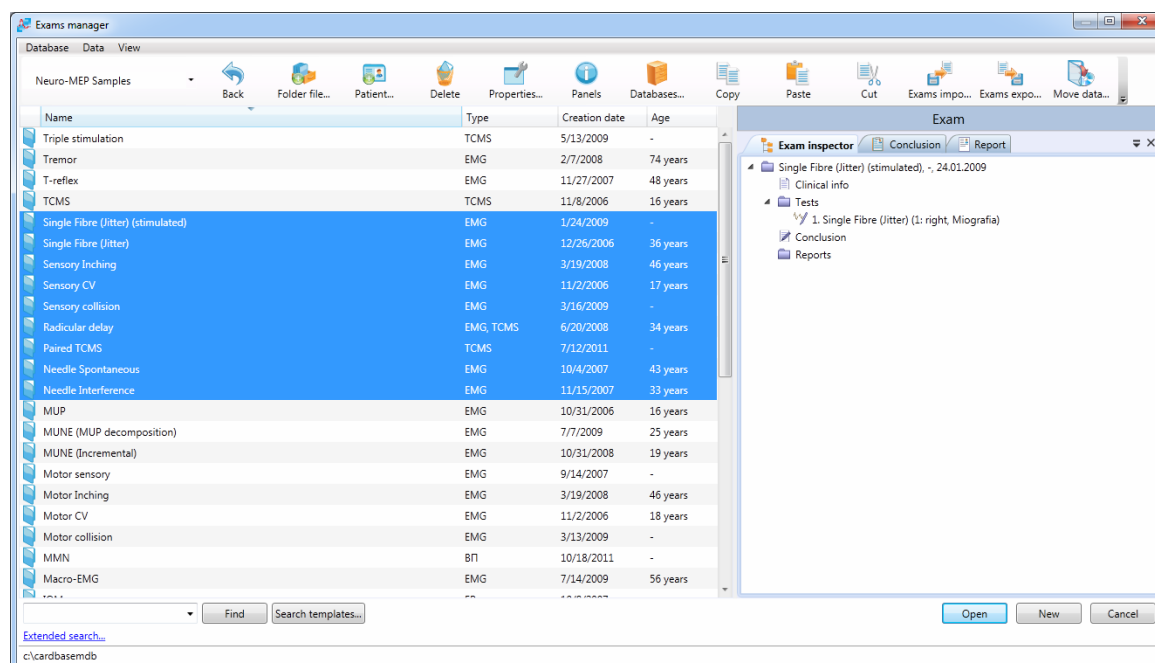 Exams manager
Database Data View
Neuro-MEP Samples Back Folder file... Patient... Delete Properties... Panels Databases... Copy Paste Cut Exams impo... Exams expo... Move data...
Name Type Creation date Age
Triple stimulation TCMS 5/13/2009 -
Tremor EMG 2/7/2008 74 years
T-reflex EMG 11/27/2007 48 years
TCMS TCMS 11/8/2006 16 years
Single Fibre (Jitter) (stimulated) EMG 1/24/2009 -
Single Fibre (Jitter) EMG 12/26/2006 36 years
Sensory Inching EMG 3/19/2008 46 years
Sensory CV EMG 11/2/2006 17 years
Sensory collision EMG 3/16/2009 -
Radicular delay EMG, TCMS 6/20/2008 34 years
Paired TCMS TCMS 7/12/2011 -
Needle Spontaneous EMG 10/4/2007 43 years
Needle Interference EMG 11/15/2007 33 years
MUP EMG 10/31/2006 16 years
MUNE (MUP decomposition) EMG 7/7/2009 25 years
MUNE (Incremental) EMG 10/31/2008 19 years
Motor sensory EMG 9/14/2007 -
Motor Inching EMG 3/19/2008 46 years
Motor CV EMG 11/2/2006 18 years
Motor collision EMG 3/13/2009 -
MMN ВП 10/18/2011 -
Macro-EMG EMG 7/14/2009 56 years
Exam
Exam inspector Conclusion Report
Single Fibre (Jitter) (stimulated), -, 24.01.2009
Clinical info
Tests
1. Single Fibre (Jitter) (1: right, Miografia)
Conclusion
Reports
Find Search templates... Open New Cancel
Extended search...
c:\cardbasemdb